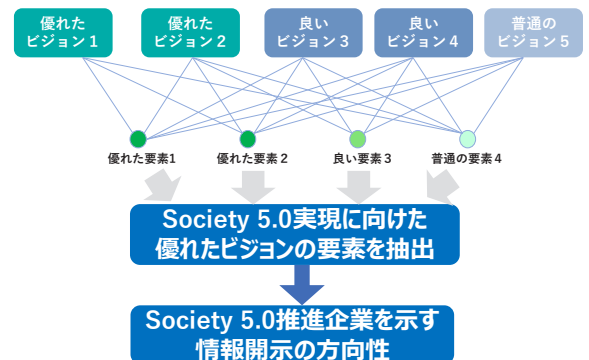 優れた
ビジョン１
優れた
ビジョン２
良い
ビジョン３
良い
ビジョン４
普通の
ビジョン５
優れた要素1
優れた要素２
良い要素３
普通の要素４
Society 5.0実現に向けた
優れたビジョンの要素を抽出
Society 5.0推進企業を示す
情報開示の方向性